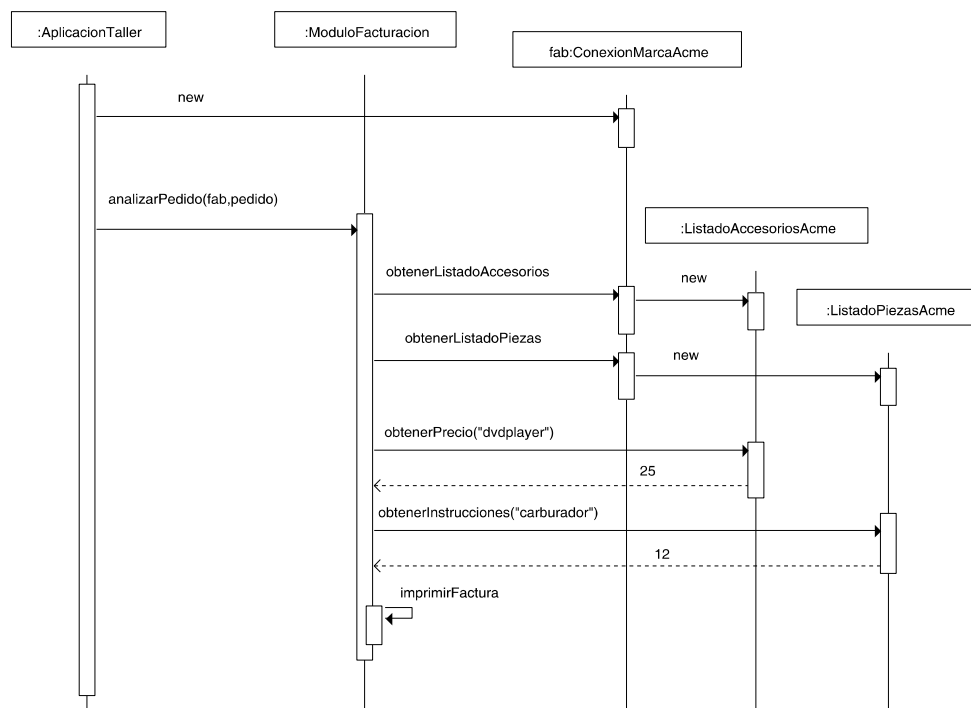 :AplicacionTaller
:ModuloFacturacion
fab:ConexionMarcaAcme
new
analizarPedido(fab,pedido)
:ListadoAccesoriosAcme
obtenerListadoAccesorios
new
:ListadoPiezasAcme
obtenerListadoPiezas
new
obtenerPrecio("dvdplayer")
25
obtenerInstrucciones("carburador")
12
imprimirFactura